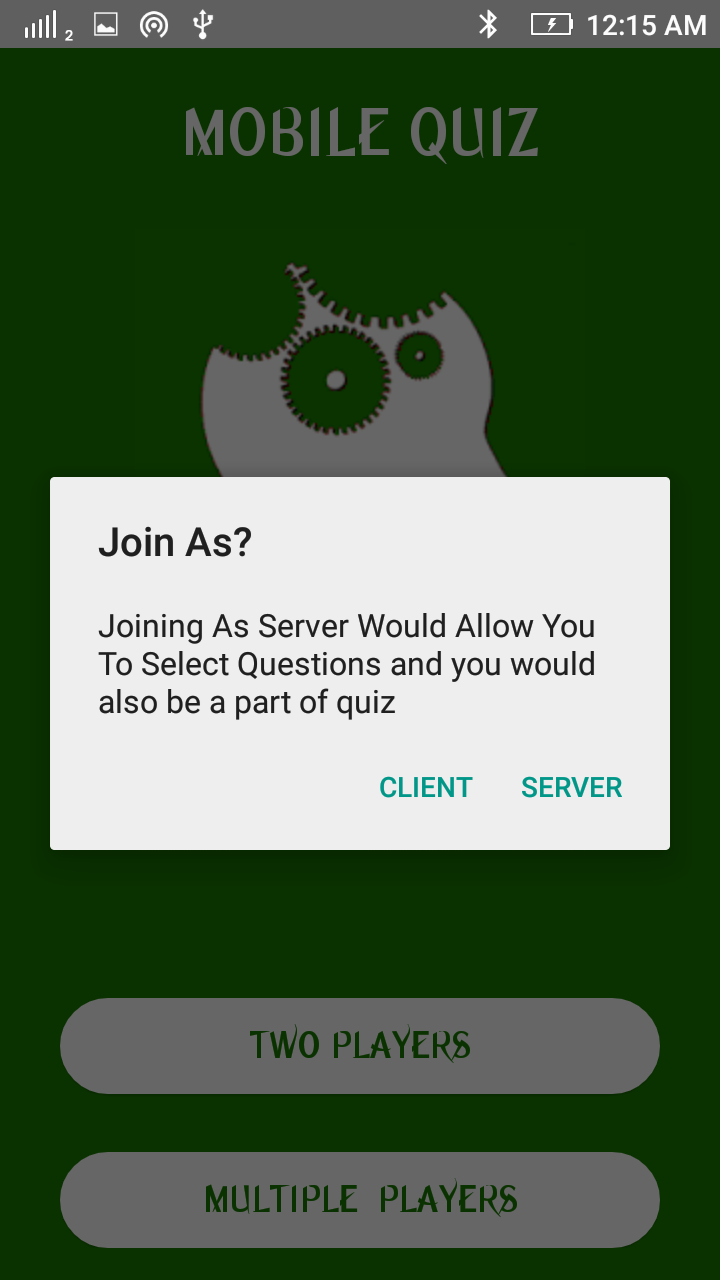 2 12:15 AM
MOBILE QUIZ
Join As?
Joining As Server Would Allow You
To Select Questions and you would
also be a part of quiz
CLIENT SERVER
TWO PLAYERS
MULTIPLE PLAYERS